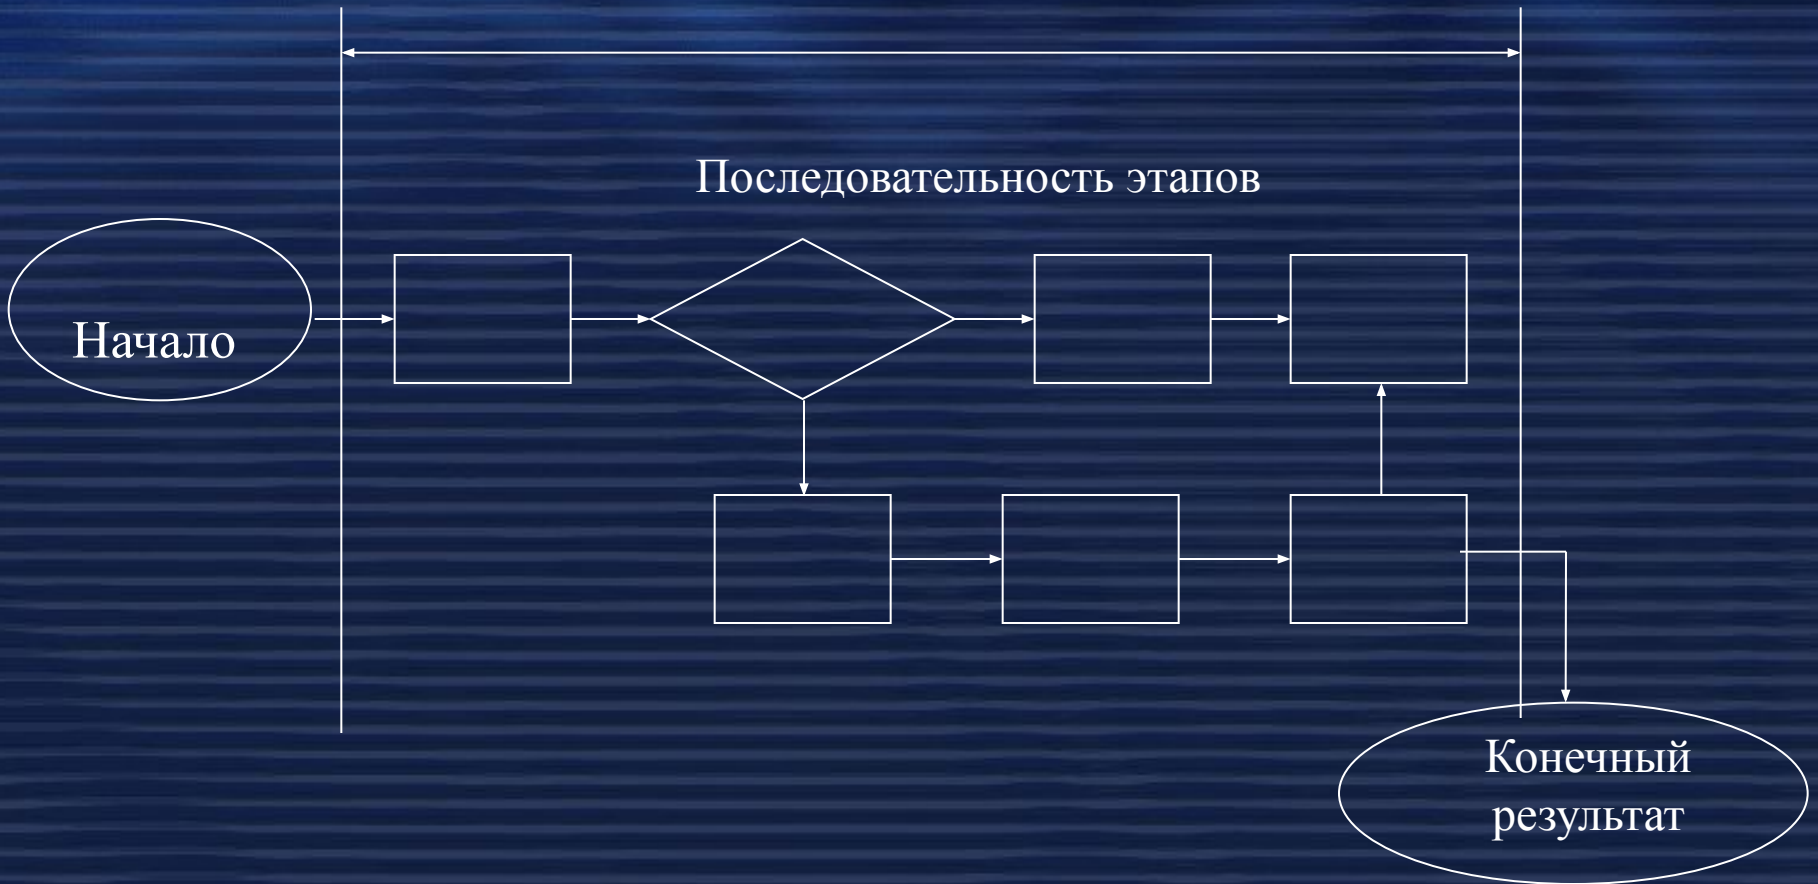 Последовательность этапов
Начало
Конечный
результат